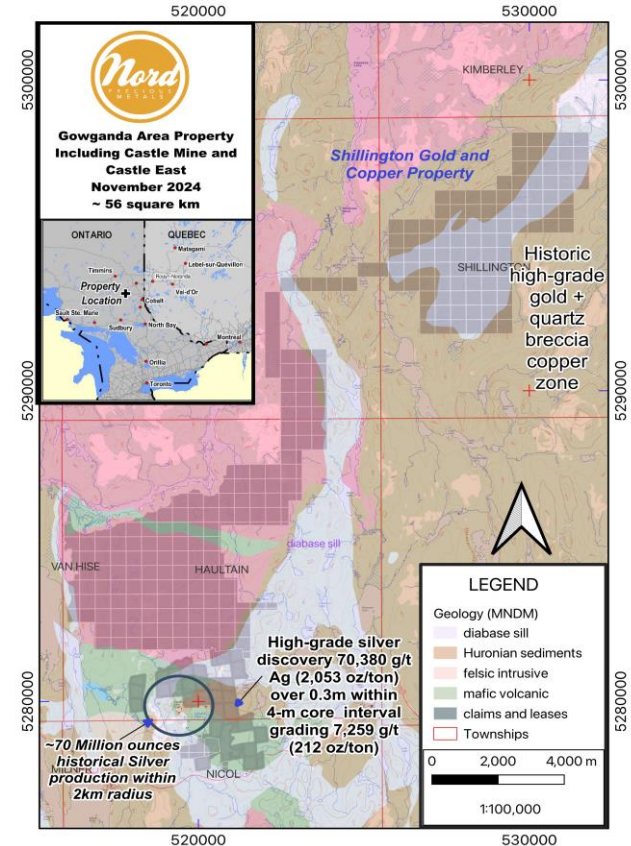 520000
530000
5300000
5300000
Nord
PRECIOUS
METALS
Gowganda Area Property
Including Castle Mine and
Castle East
November 2024
~ 56 square km
ONTARIO
QUEBEC
Matagami
Lebel-sur-Quévillon
Timmins
Rouyn-Noranda
Val-d'Or
Property
Location
Cobalt
Sault Ste. Marie
Sudbury
North Bay
Montreal
Orillia
Toronto
KIMBERLEY
Shillington Gold and
Copper Property
SHILLINGTON
Historic
high-grade
gold +
quartz
breccia
copper
zone
5290000
5290000
diabase sill
VAN HISE
HAULTAIN
High-grade silver
discovery 70,380 g/t
Ag (2,053 oz/ton)
over 0.3m within
4-m core interval
grading 7,259 g/t
(212 oz/ton)
5280000
5280000
~70 Million ounces
historical Silver
production within
2km radius
MILNER
NICOL
LEGEND
Geology (MNDM)
diabase sill
Huronian sediments
felsic intrusive
mafic volcanic
claims and leases
Townships
0 2,000 4,000 m
1:100,000
520000
530000